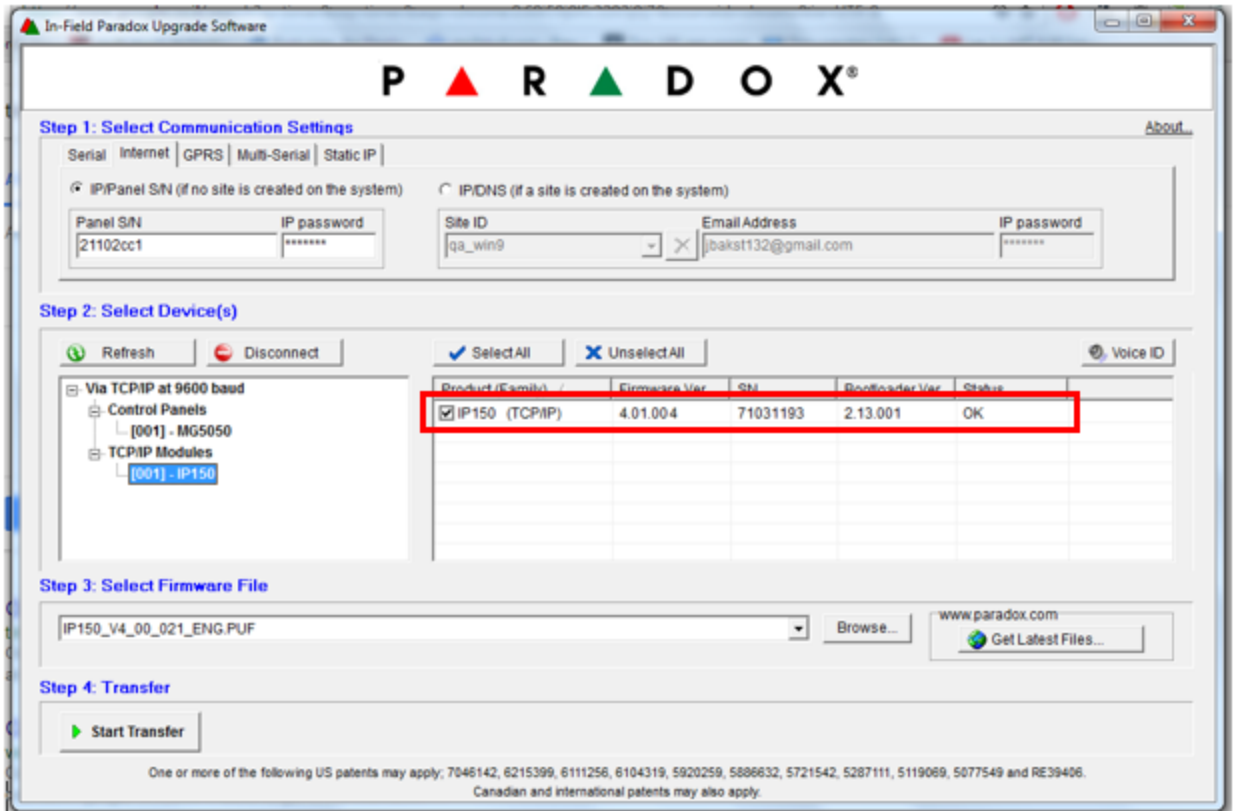 In-Field Paradox Upgrade Software
PARADOX®
Step 1: Select Communication Settings
About...
Serial Internet GPRS Multi-Serial Static IP
IP/Panel S/N (if no site is created on the system) IP/DNS (if a site is created on the system)
Panel S/N IP password Site ID Email Address IP password
21102cc1 ******* qa_win9 jbakst132@gmail.com *******
Step 2: Select Device(s)
Refresh Disconnect Select All Unselect All Voice ID
Via TCP/IP at 9600 baud
Control Panels
[001] - MG5050
TCP/IP Modules
[001] - IP150
Product (Family) / Firmware Ver SN Bootloader Ver Status
IP150 (TCP/IP) 4.01.004 71031193 2.13.001 OK
Step 3: Select Firmware File
IP150_V4_00_021_ENG.PUF Browse...
www.paradox.com
Get Latest Files...
Step 4: Transfer
Start Transfer
One or more of the following US patents may apply; 7046142, 6215399, 6111256, 6104319, 5920259, 5886632, 5721542, 5287111, 5119069, 5077549 and RE39406.
Canadian and international patents may also apply.